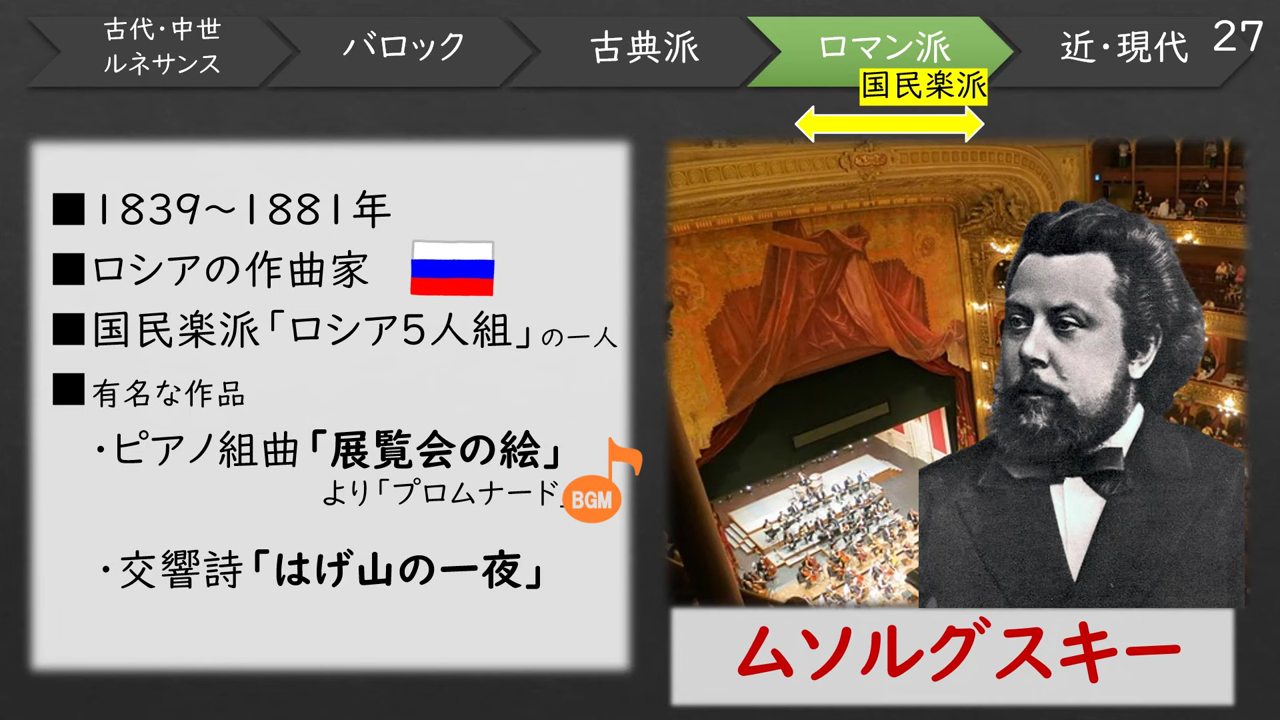 古代・中世
ルネサンス
バロック
古典派
ロマン派
近・現代
27
国民楽派
■1839~1881年
■ロシアの作曲家
■国民楽派「ロシア5人組」の一人
■有名な作品
・ピアノ組曲「展覧会の絵」
より「プロムナード」
BGM
・交響詩「はげ山の一夜」
ムソルグスキー